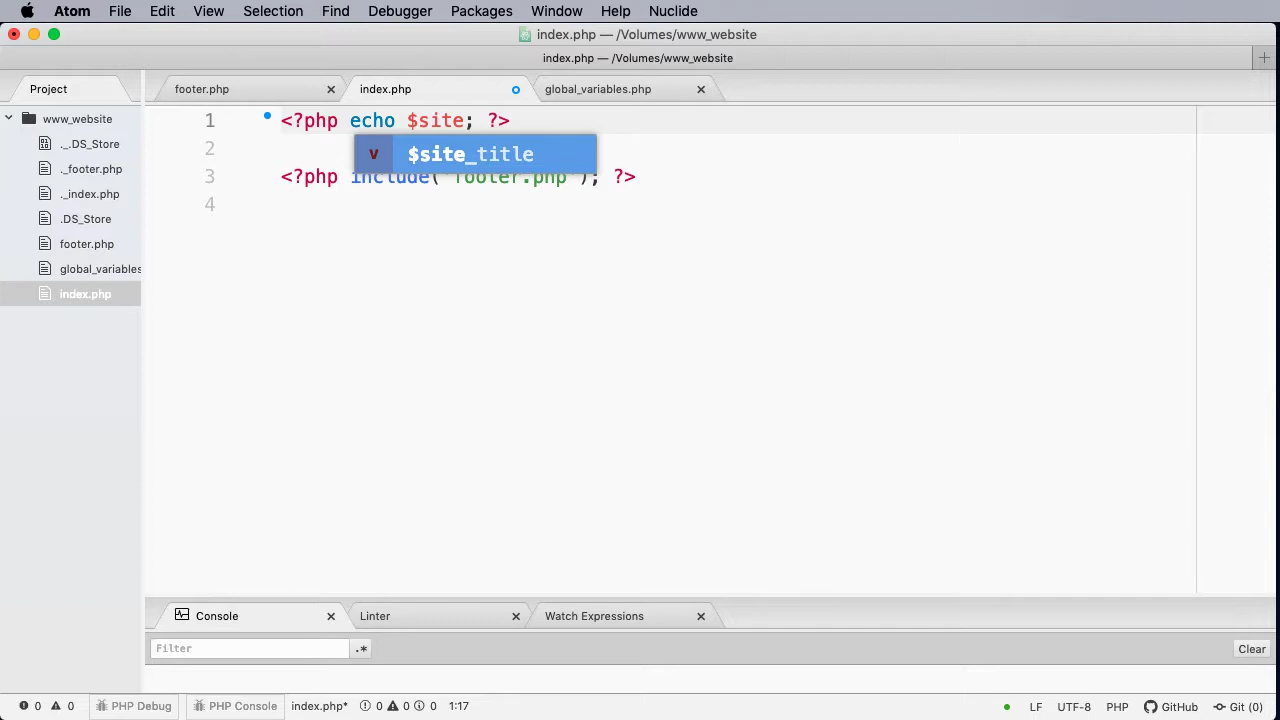 Atom File Edit View Selection Find Debugger Packages Window Help Nuclide
index.php — /Volumes/www_website
index.php — /Volumes/www_website
Project footer.php index.php global_variables.php
www_website
._.DS_Store
._footer.php
._index.php
.DS_Store
footer.php
global_variables
index.php
1 <?php echo $site; ?>
v $site_title
2
3 <?php include( footer.php ); ?>
4
Console Linter Watch Expressions
Filter .* Clear
0 0 PHP Debug PHP Console index.php* 0 0 0 1:17 LF UTF-8 PHP GitHub Git (0)